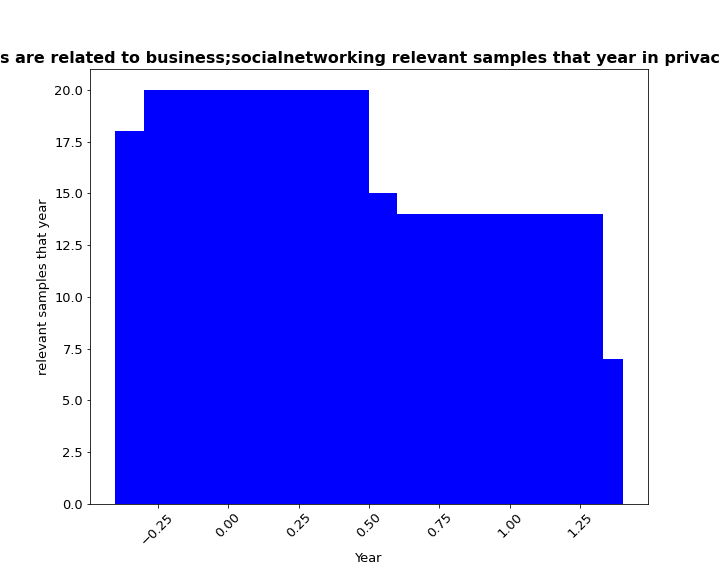 s are related to business;socialnetworking relevant samples that year in privac
20.0
17.5
15.0
12.5
10.0
7.5
5.0
2.5
0.0
relevant samples that year
−0.25 0.00 0.25 0.50 0.75 1.00 1.25
Year